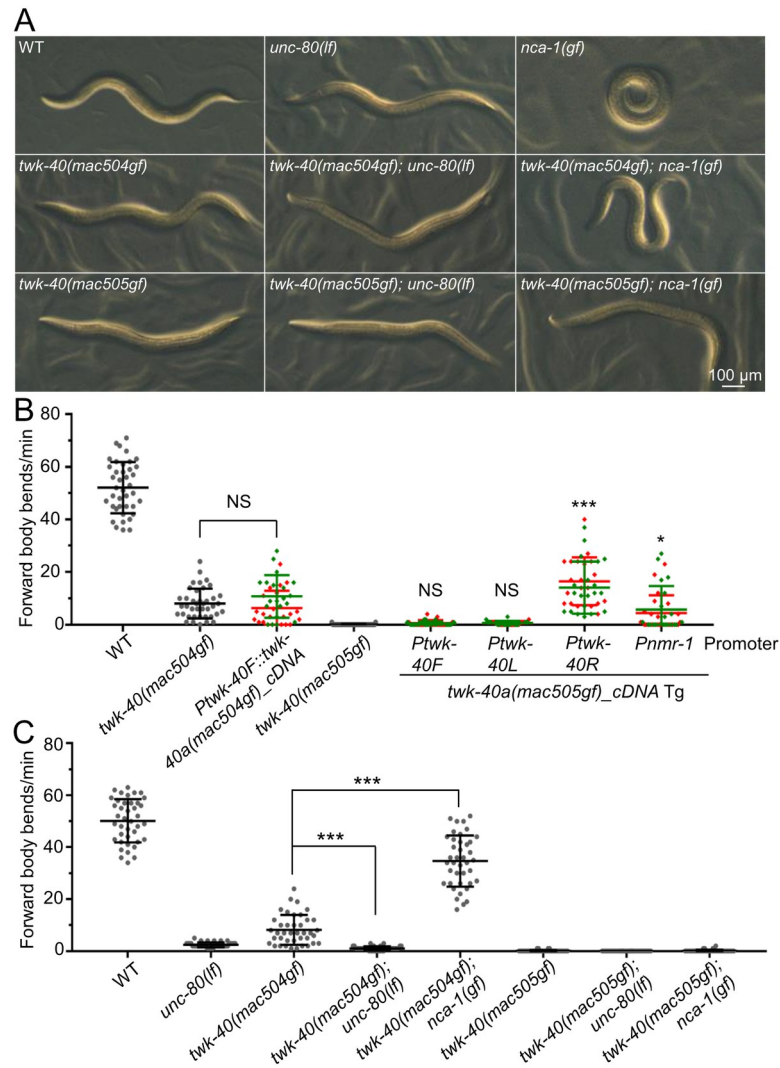 A
WT
unc-80(lf)
nca-1(gf)
twk-40(mac504gf)
twk-40(mac504gf); unc-80(lf)
twk-40(mac504gf); nca-1(gf)
twk-40(mac505gf)
twk-40(mac505gf); unc-80(lf)
twk-40(mac505gf); nca-1(gf)
100 µm
B
Forward body bends/min
80
60
40
20
0
NS
NS
NS
***
*
WT
twk-40(mac504gf)
Ptwk-40F::twk-
40a(mac504gf)_cDNA
twk-40(mac505gf)
Ptwk-
40F
Ptwk-
40L
Ptwk-
40R
Pnmr-1
Promoter
twk-40a(mac505gf)_cDNA Tg
C
Forward body bends/min
80
60
40
20
0
***
***
WT
unc-80(lf)
twk-40(mac504gf)
twk-40(mac504gf);
unc-80(lf)
twk-40(mac504gf);
nca-1(gf)
twk-40(mac505gf)
twk-40(mac505gf);
unc-80(lf)
twk-40(mac505gf);
nca-1(gf)